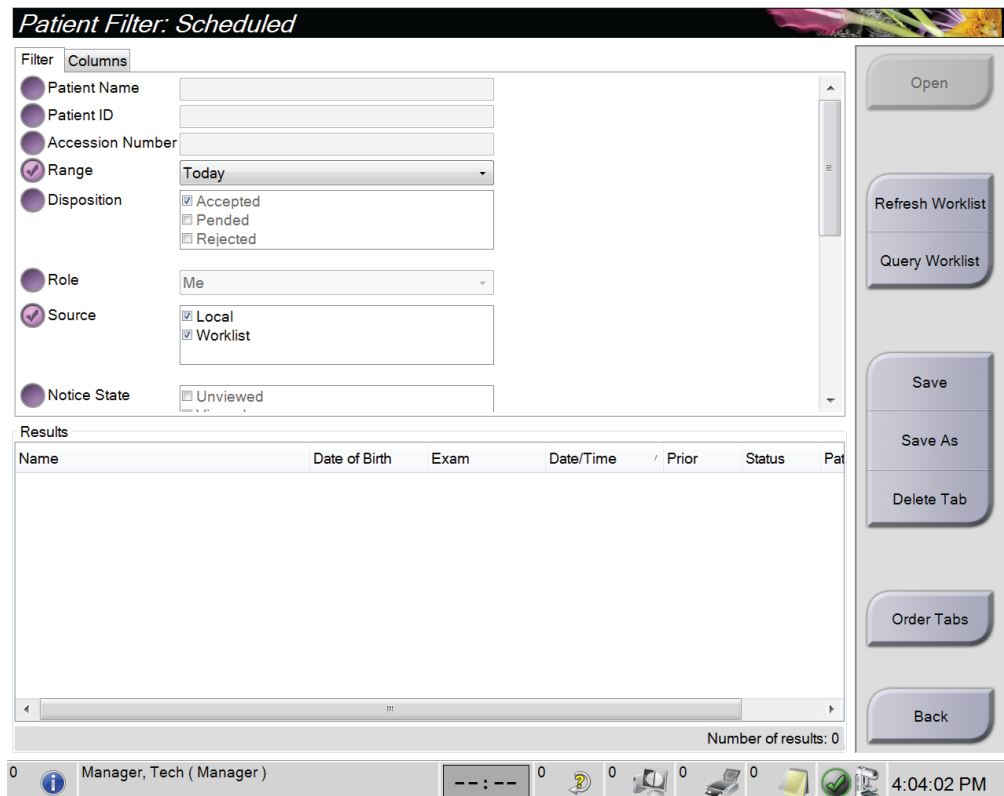 Patient Filter: Scheduled
Filter Columns
Patient Name
Patient ID
Accession Number
Range Today
Disposition Accepted
Pended
Rejected
Role Me
Source Local
Worklist
Notice State Unviewed
Open
Refresh Worklist
Query Worklist
Save
Save As
Delete Tab
Order Tabs
Back
Results
Name Date of Birth Exam Date/Time Prior Status Pat
Number of results: 0
0 Manager, Tech ( Manager ) --:-- 0 0 0 0 4:04:02 PM